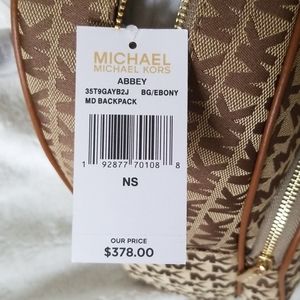 MICHAEL
MICHAEL KORS
ABBEY
35T9GAYB2J BG/EBONY
MD BACKPACK
1 92877 70108 8
NS
OUR PRICE
$378.00